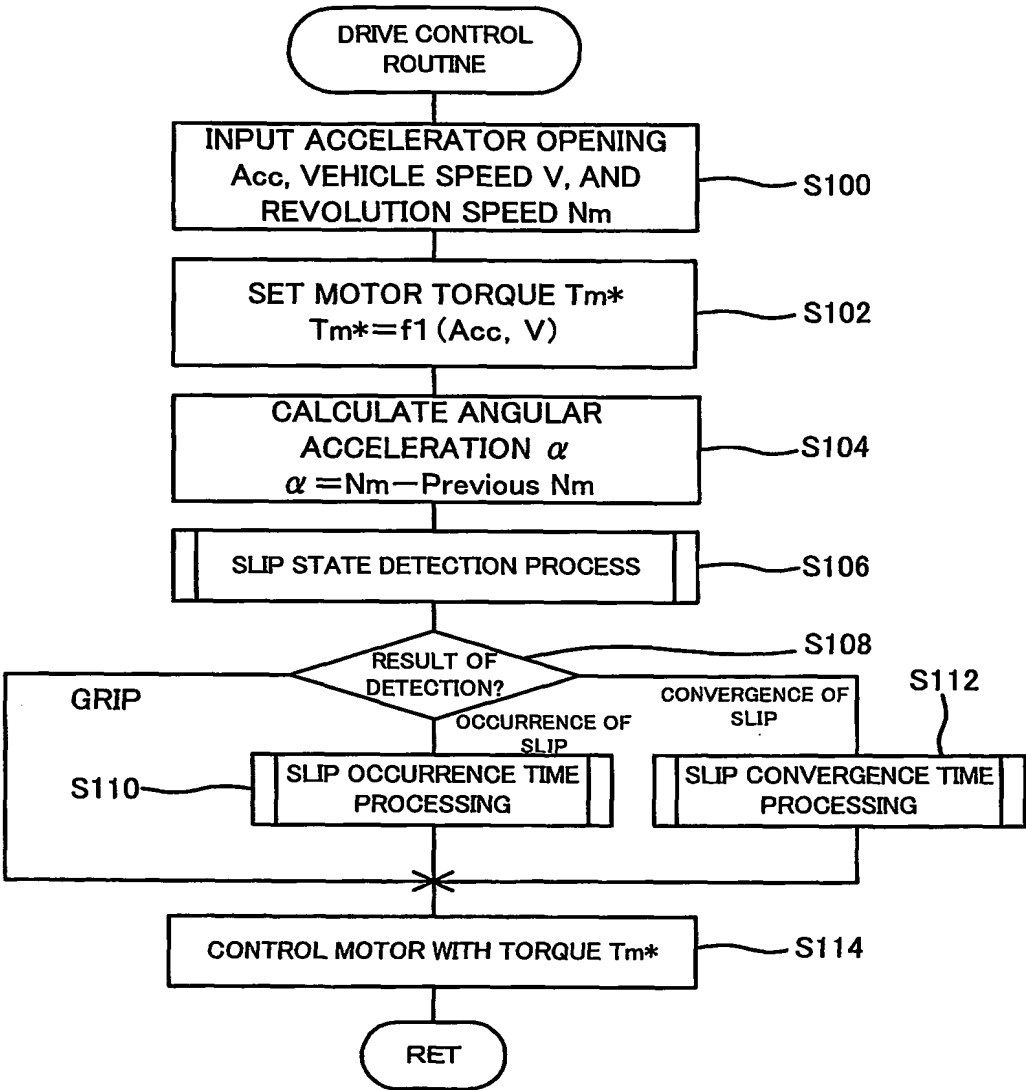 DRIVE CONTROL
ROUTINE
INPUT ACCELERATOR OPENING
Acc, VEHICLE SPEED V, AND
REVOLUTION SPEED Nm
S100
SET MOTOR TORQUE Tm*
Tm*=f1(Acc, V)
S102
CALCULATE ANGULAR
ACCELERATION α
α=Nm-Previous Nm
S104
SLIP STATE DETECTION PROCESS
S106
RESULT OF
DETECTION?
S108
GRIP
OCCURRENCE OF
SLIP
CONVERGENCE OF
SLIP
S112
S110
SLIP OCCURRENCE TIME
PROCESSING
SLIP CONVERGENCE TIME
PROCESSING
CONTROL MOTOR WITH TORQUE Tm*
S114
RET